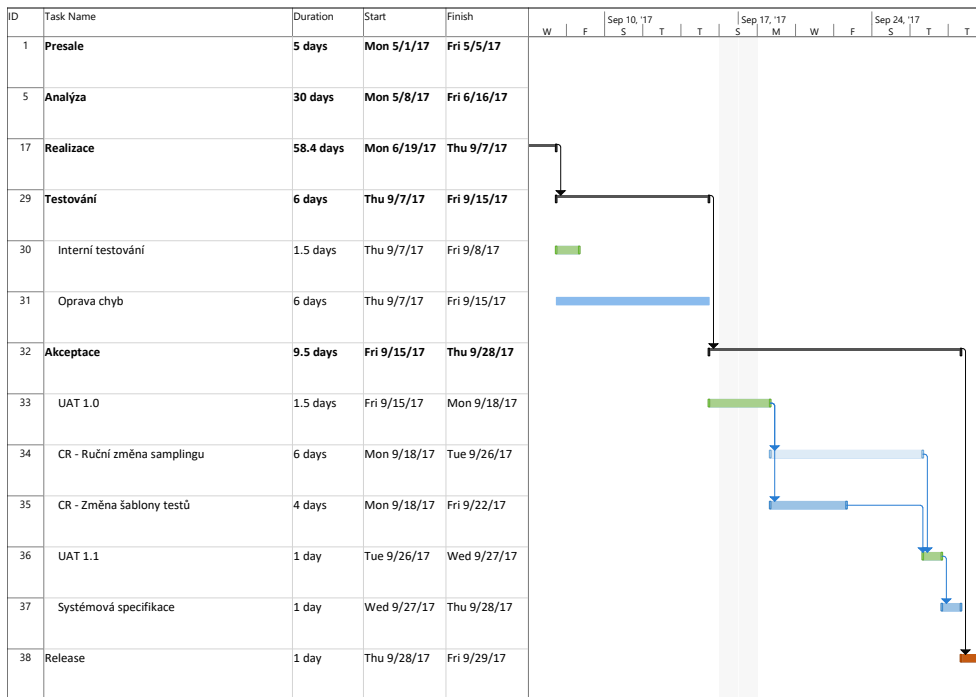 ID Task Name Duration Start Finish Sep 10, '17 Sep 17, '17 Sep 24, '17
W F S T T S M W F S T T
1 Presale 5 days Mon 5/1/17 Fri 5/5/17
5 Analýza 30 days Mon 5/8/17 Fri 6/16/17
17 Realizace 58.4 days Mon 6/19/17 Thu 9/7/17
29 Testování 6 days Thu 9/7/17 Fri 9/15/17
30 Interní testování 1.5 days Thu 9/7/17 Fri 9/8/17
31 Oprava chyb 6 days Thu 9/7/17 Fri 9/15/17
32 Akceptace 9.5 days Fri 9/15/17 Thu 9/28/17
33 UAT 1.0 1.5 days Fri 9/15/17 Mon 9/18/17
34 CR - Ruční změna samplingu 6 days Mon 9/18/17 Tue 9/26/17
35 CR - Změna šablony testů 4 days Mon 9/18/17 Fri 9/22/17
36 UAT 1.1 1 day Tue 9/26/17 Wed 9/27/17
37 Systémová specifikace 1 day Wed 9/27/17 Thu 9/28/17
38 Release 1 day Thu 9/28/17 Fri 9/29/17